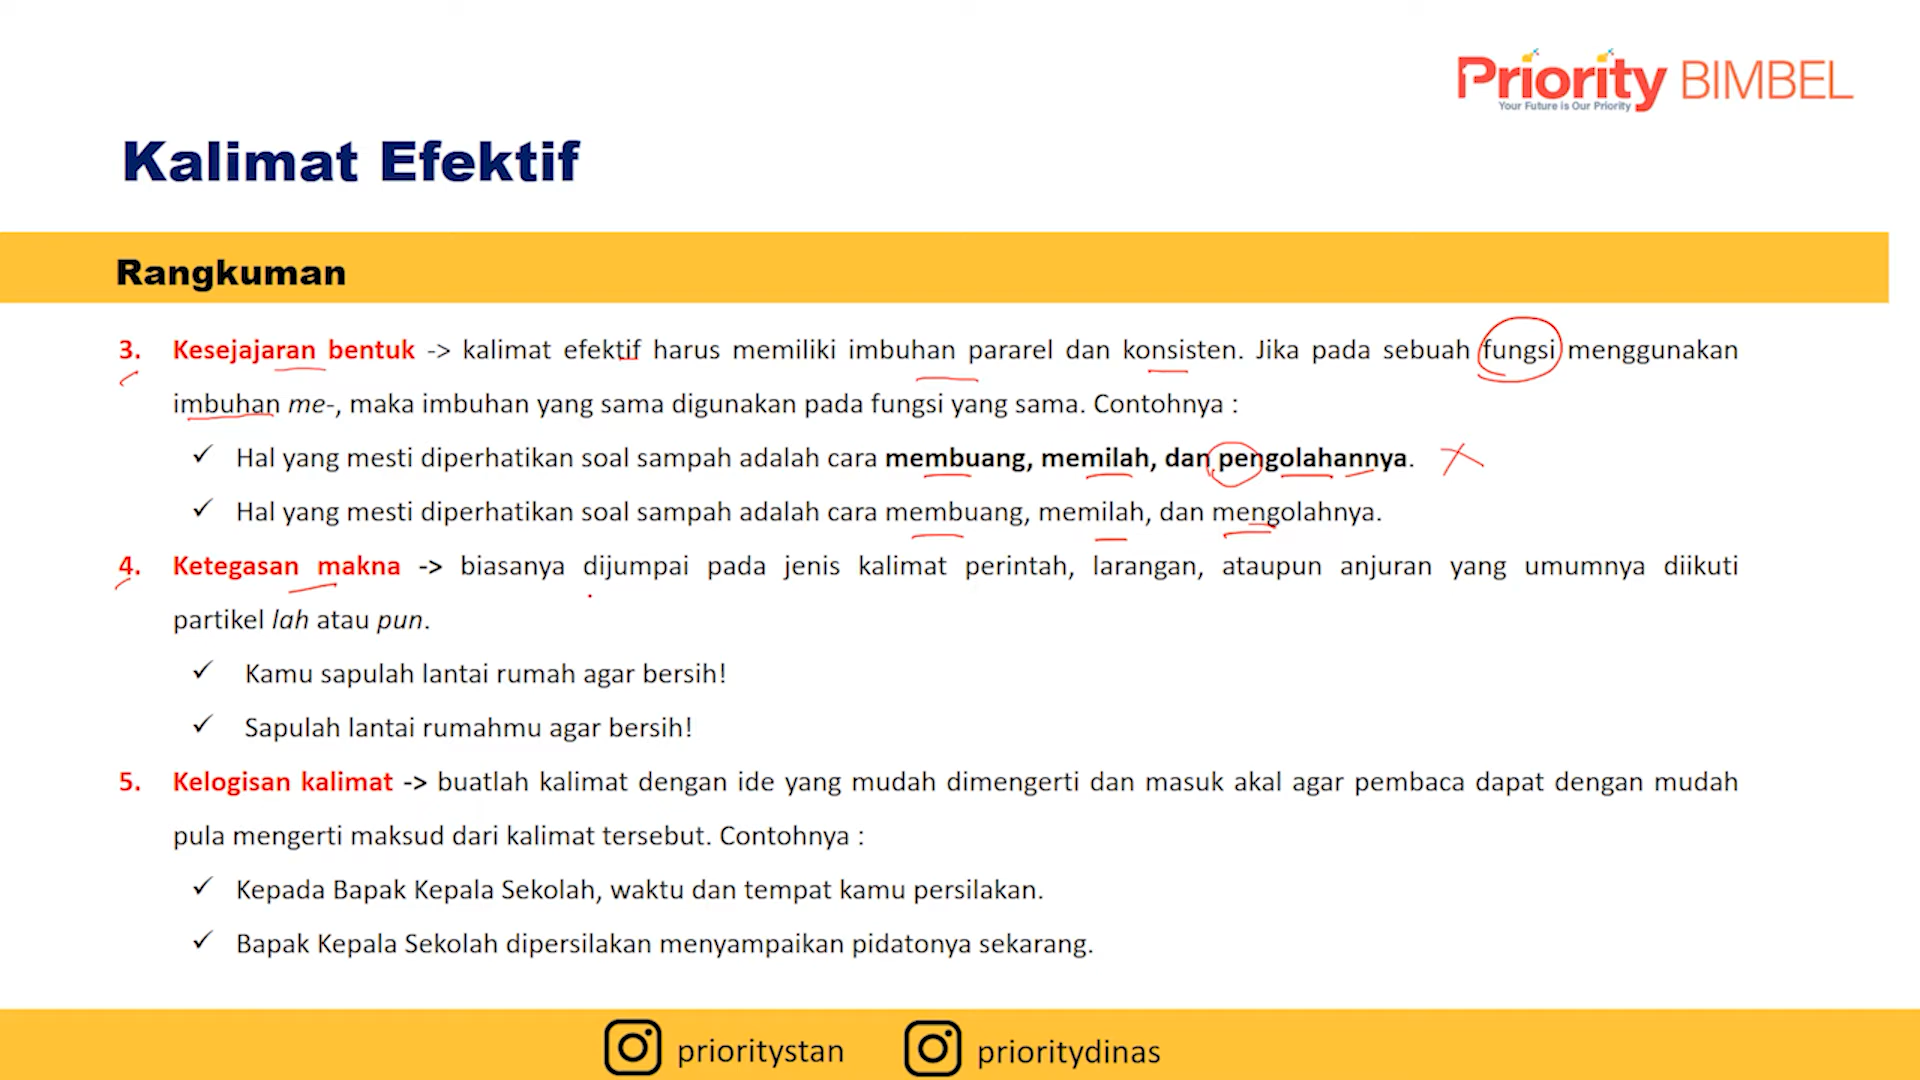 Priority BIMBEL
Your Future is Our Priority
Kalimat Efektif
Rangkuman
3. Kesejajaran bentuk -> kalimat efektif harus memiliki imbuhan pararel dan konsisten. Jika pada sebuah fungsi menggunakan
imbuhan me-, maka imbuhan yang sama digunakan pada fungsi yang sama. Contohnya :
✓ Hal yang mesti diperhatikan soal sampah adalah cara membuang, memilah, dan pengolahannya.
✓ Hal yang mesti diperhatikan soal sampah adalah cara membuang, memilah, dan mengolahnya.
4. Ketegasan makna -> biasanya dijumpai pada jenis kalimat perintah, larangan, ataupun anjuran yang umumnya diikuti
partikel lah atau pun.
✓ Kamu sapulah lantai rumah agar bersih!
✓ Sapulah lantai rumahmu agar bersih!
5. Kelogisan kalimat -> buatlah kalimat dengan ide yang mudah dimengerti dan masuk akal agar pembaca dapat dengan mudah
pula mengerti maksud dari kalimat tersebut. Contohnya :
✓ Kepada Bapak Kepala Sekolah, waktu dan tempat kamu persilakan.
✓ Bapak Kepala Sekolah dipersilakan menyampaikan pidatonya sekarang.
prioritystan prioritydinas